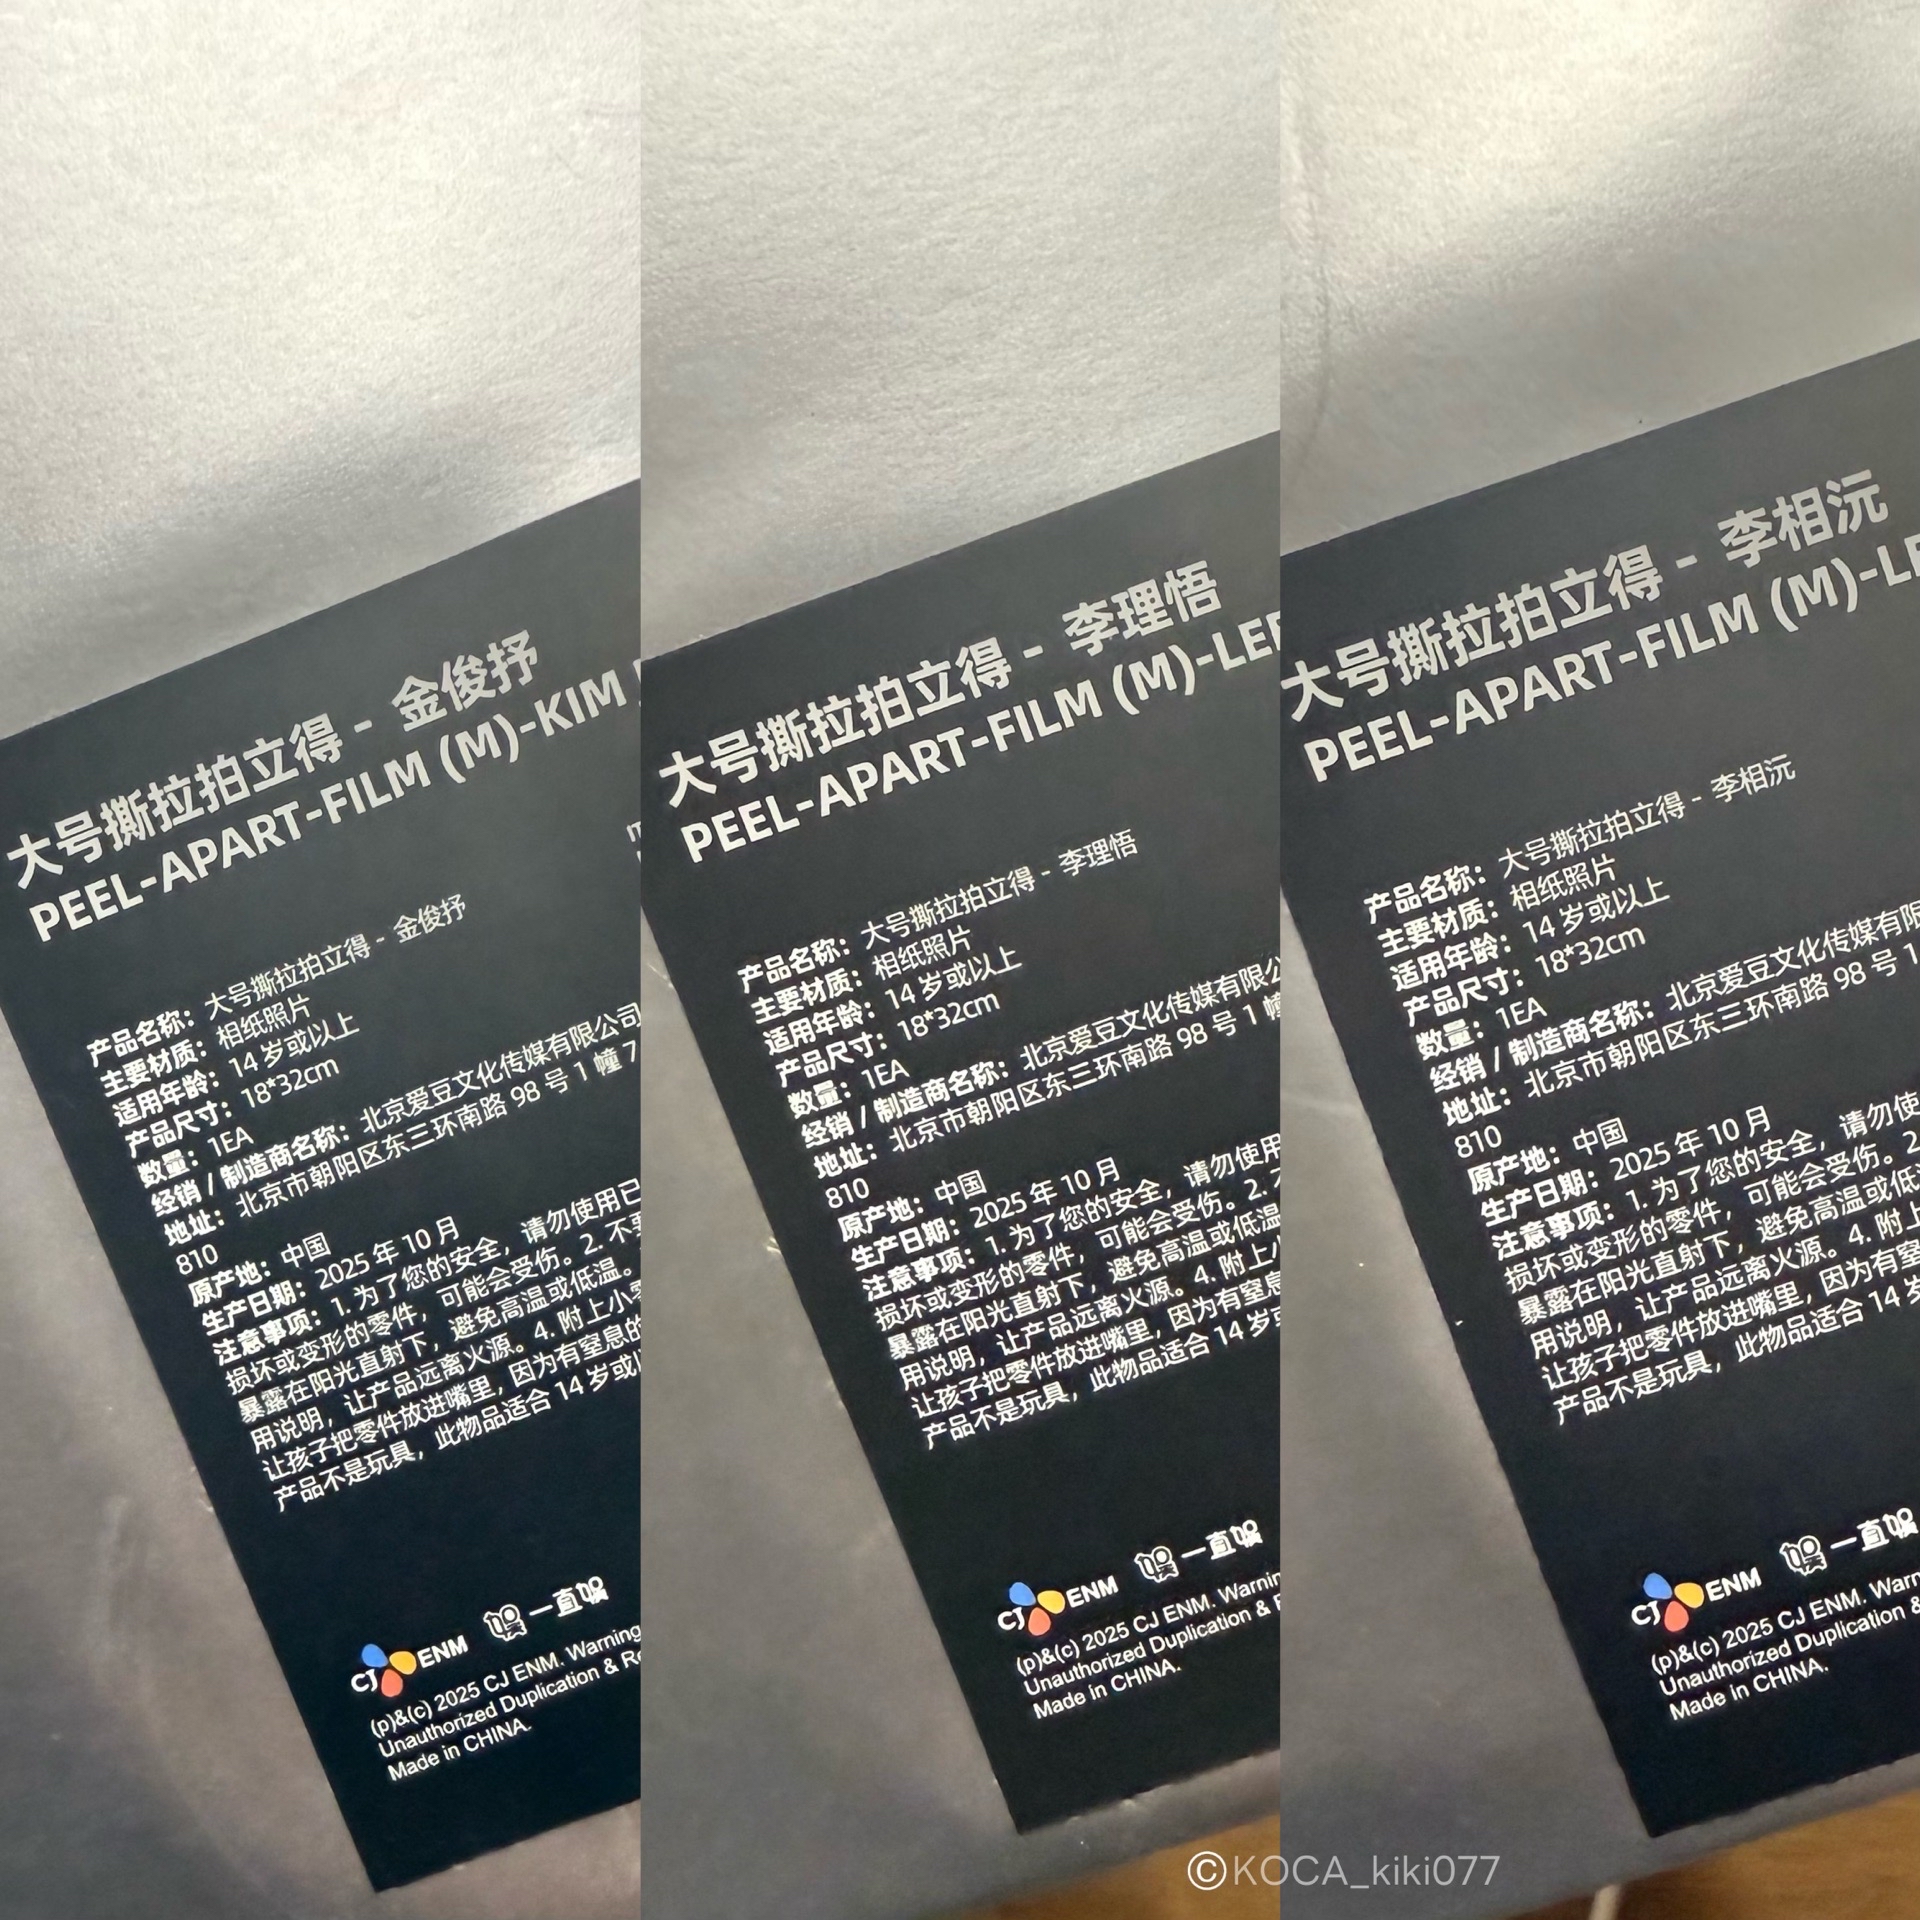 大号撕拉拍立得 - 金俊抒
PEEL-APART-FILM (M)-KIM
产品名称： 大号撕拉拍立得 - 金俊抒
主要材质： 相纸照片
适用年龄： 14 岁或以上
产品尺寸： 18*32cm
数量： 1EA
经销 / 制造商名称： 北京爱豆文化传媒有限公司
地址： 北京市朝阳区东三环南路 98 号 1 幢 7
810
原产地： 中国
生产日期： 2025 年 10 月
注意事项： 1. 为了您的安全，请勿使用已
损坏或变形的零件，可能会受伤。2. 不要
暴露在阳光直射下，避免高温或低温。
用说明，让产品远离火源。4. 附上小零
让孩子把零件放进嘴里，因为有窒息的
产品不是玩具，此物品适合 14 岁或以
CJ ENM 一直娱
(p)&(c) 2025 CJ ENM. Warning
Unauthorized Duplication & Re
Made in CHINA.
大号撕拉拍立得 - 李理悟
PEEL-APART-FILM (M)-LEE
产品名称： 大号撕拉拍立得 - 李理悟
主要材质： 相纸照片
适用年龄： 14 岁或以上
产品尺寸： 18*32cm
数量： 1EA
经销 / 制造商名称： 北京爱豆文化传媒有限公
地址： 北京市朝阳区东三环南路 98 号 1 幢
810
原产地： 中国
生产日期： 2025 年 10 月
注意事项： 1. 为了您的安全，请勿使用
损坏或变形的零件，可能会受伤。2. 不
暴露在阳光直射下，避免高温或低温
用说明，让产品远离火源。4. 附上小
让孩子把零件放进嘴里，因为有窒息
产品不是玩具，此物品适合 14 岁或
CJ ENM 一直娱
(p)&(c) 2025 CJ ENM. Warnin
Unauthorized Duplication &
Made in CHINA.
大号撕拉拍立得 - 李相沅
PEEL-APART-FILM (M)-LE
产品名称： 大号撕拉拍立得 - 李相沅
主要材质： 相纸照片
适用年龄： 14 岁或以上
产品尺寸： 18*32cm
数量： 1EA
经销 / 制造商名称： 北京爱豆文化传媒有限
地址： 北京市朝阳区东三环南路 98 号 1
810
原产地： 中国
生产日期： 2025 年 10 月
注意事项： 1. 为了您的安全，请勿使
损坏或变形的零件，可能会受伤。2.
暴露在阳光直射下，避免高温或低
用说明，让产品远离火源。4. 附上
让孩子把零件放进嘴里，因为有窒
产品不是玩具，此物品适合 14 岁
CJ ENM 一直娱
(p)&(c) 2025 CJ ENM. Warn
Unauthorized Duplication &
Made in CHINA.
©KOCA_kiki077